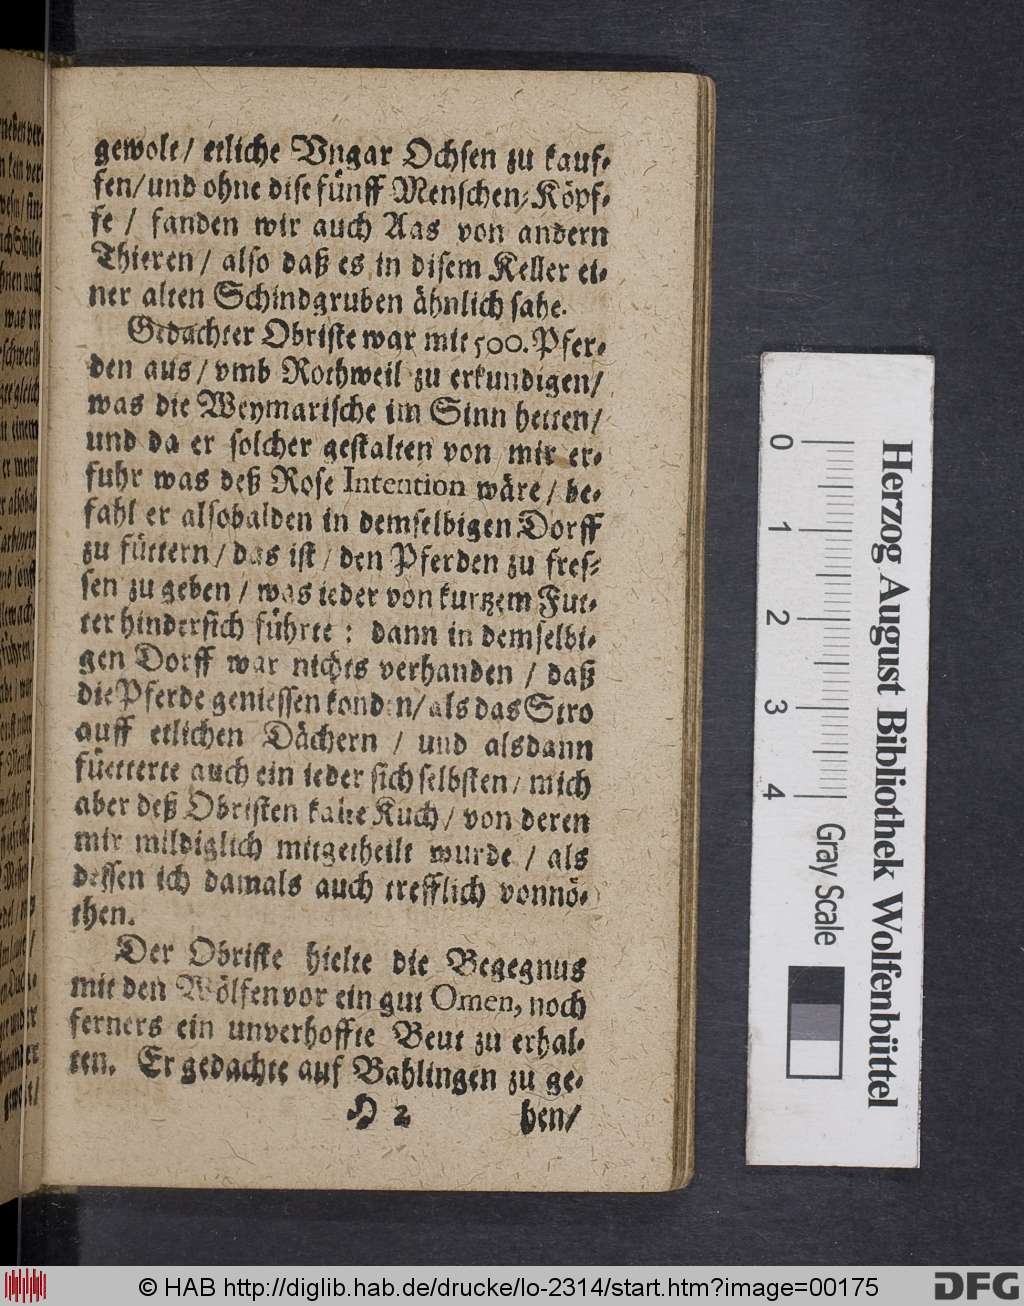 gewolt/ etliche Vngar Ochsen zu kauf-
fen/ und ohne dise fünff Menschen-Köpf-
fe / fanden wir auch Aas von andern
Thieren / also daß es in disem Keller ei-
ner alten Schindgruben ähnlich sahe.
Gedachter Obriste war mit 500. Pfer-
den aus / vmb Rothweil zu erkundigen/
was die Weymarische im Sinn hetten/
und da er solcher gestalten von mir er-
fuhr was deß Rose Intention wäre / be-
fahl er alsobalden in demselbigen Dorff
zu füttern / das ist / den Pferden zu fres-
sen zu geben / was ieder von kurtzem Fut-
ter hindersich führte : dann in demselbi-
gen Dorff war nichts verhanden / daß
die Pferde geniessen konden/ als das Stro
auff etlichen Dächern / und alsdann
füetterte auch ein ieder sich selbsten / mich
aber deß Obristen kalte Kuch / von deren
mir mildiglich mitgetheilt wurde / als
dessen ich damals auch trefflich vonnö-
then.
Der Obriste hielte die Begegnus
mit den Wölfen vor ein gut Omen, noch
ferners ein unverhoffte Beut zu erhal-
ten. Er gedachte auf Bahlingen zu ge-
H 2 hen/
Herzog August Bibliothek Wolfenbüttel
0 1 2 3 4 Gray Scale
© HAB http://diglib.hab.de/drucke/lo-2314/start.htm?image=00175
DFG